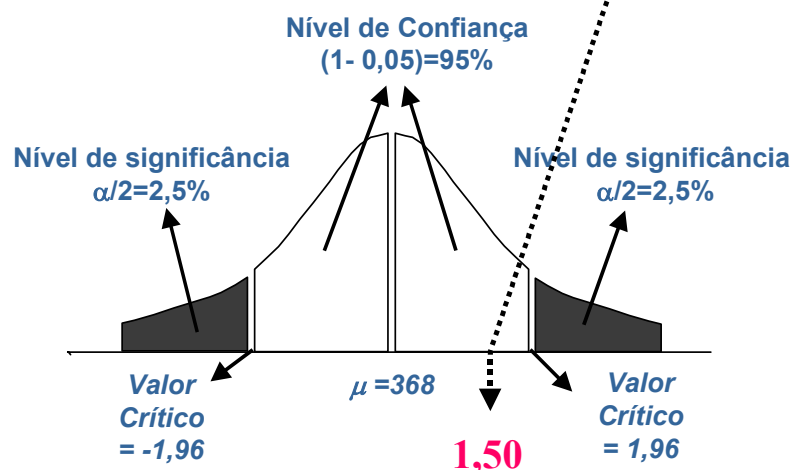 Nível de Confiança
(1- 0,05)=95%
Nível de significância
α/2=2,5%
Nível de significância
α/2=2,5%
Valor
Crítico
= -1,96
μ =368
1,50
Valor
Crítico
= 1,96